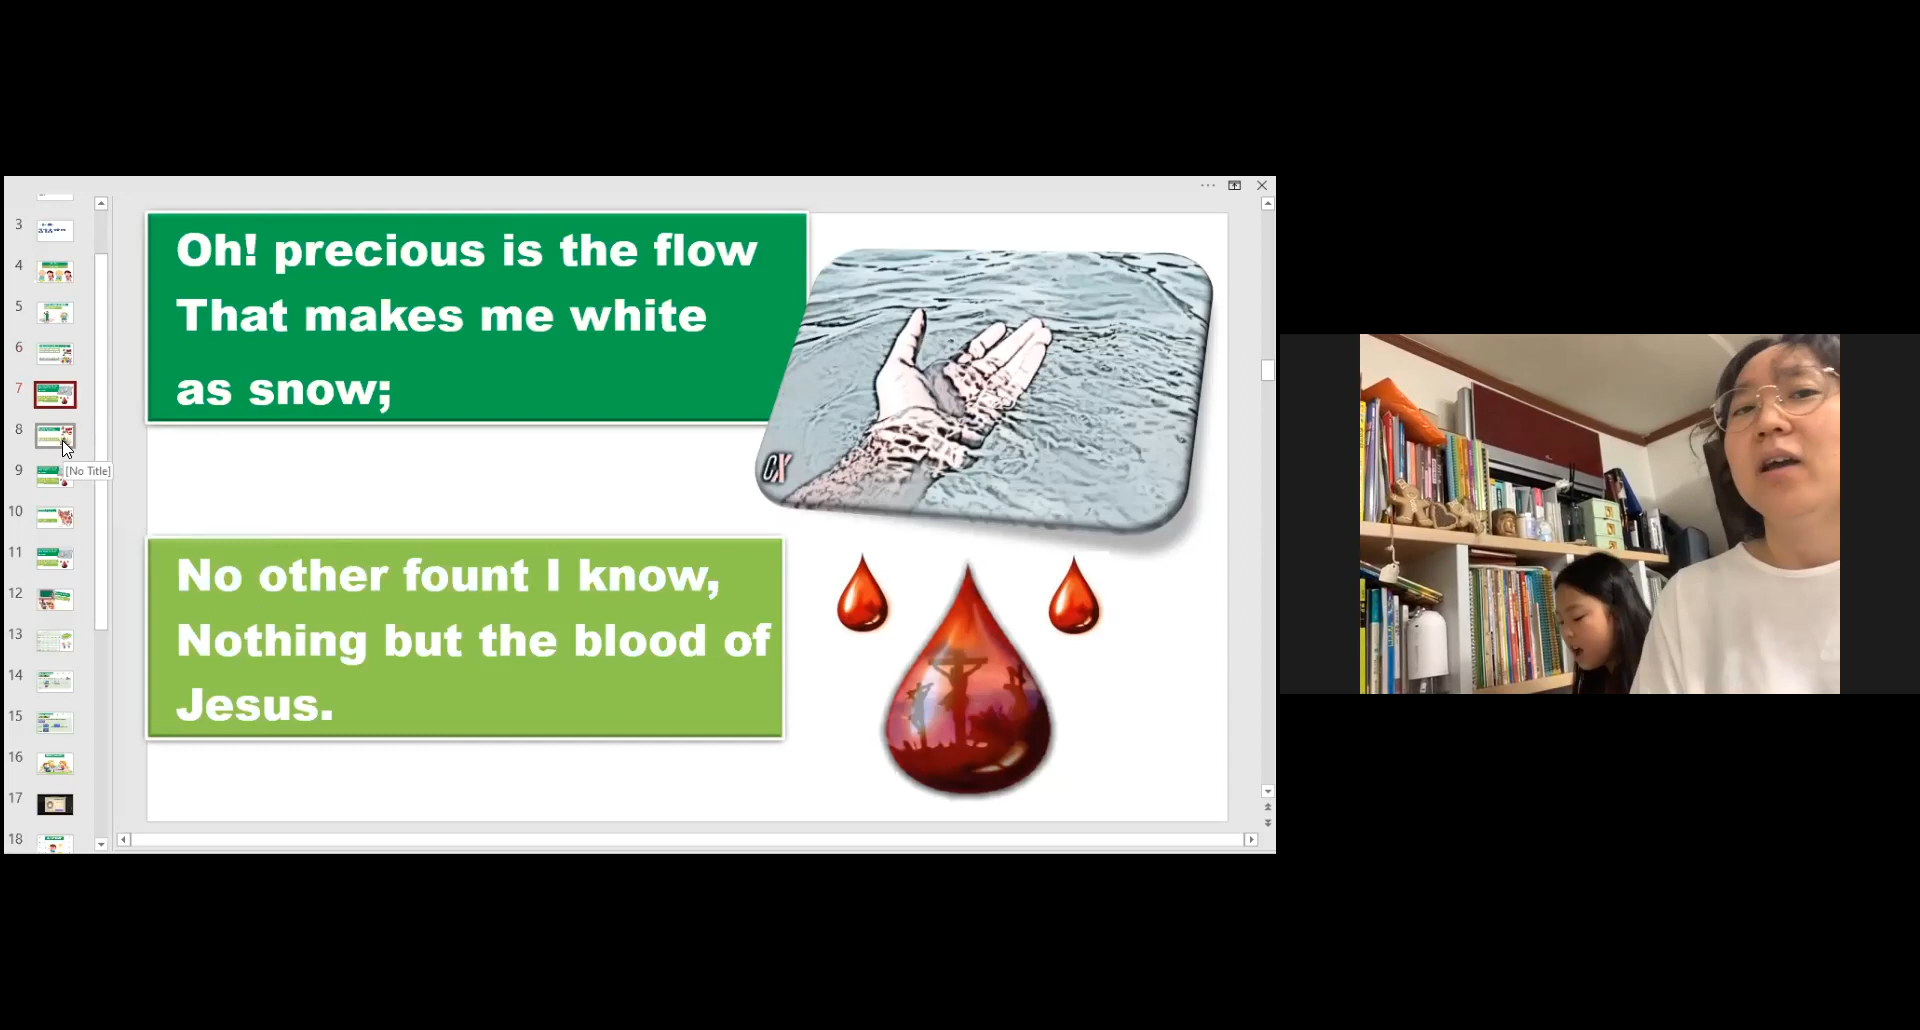 Oh! precious is the flow
That makes me white
as snow;
No other fount I know,
Nothing but the blood of
Jesus.
CX
3
4
5
6
7
8
[No Title]
9
10
11
12
13
14
15
16
17
18